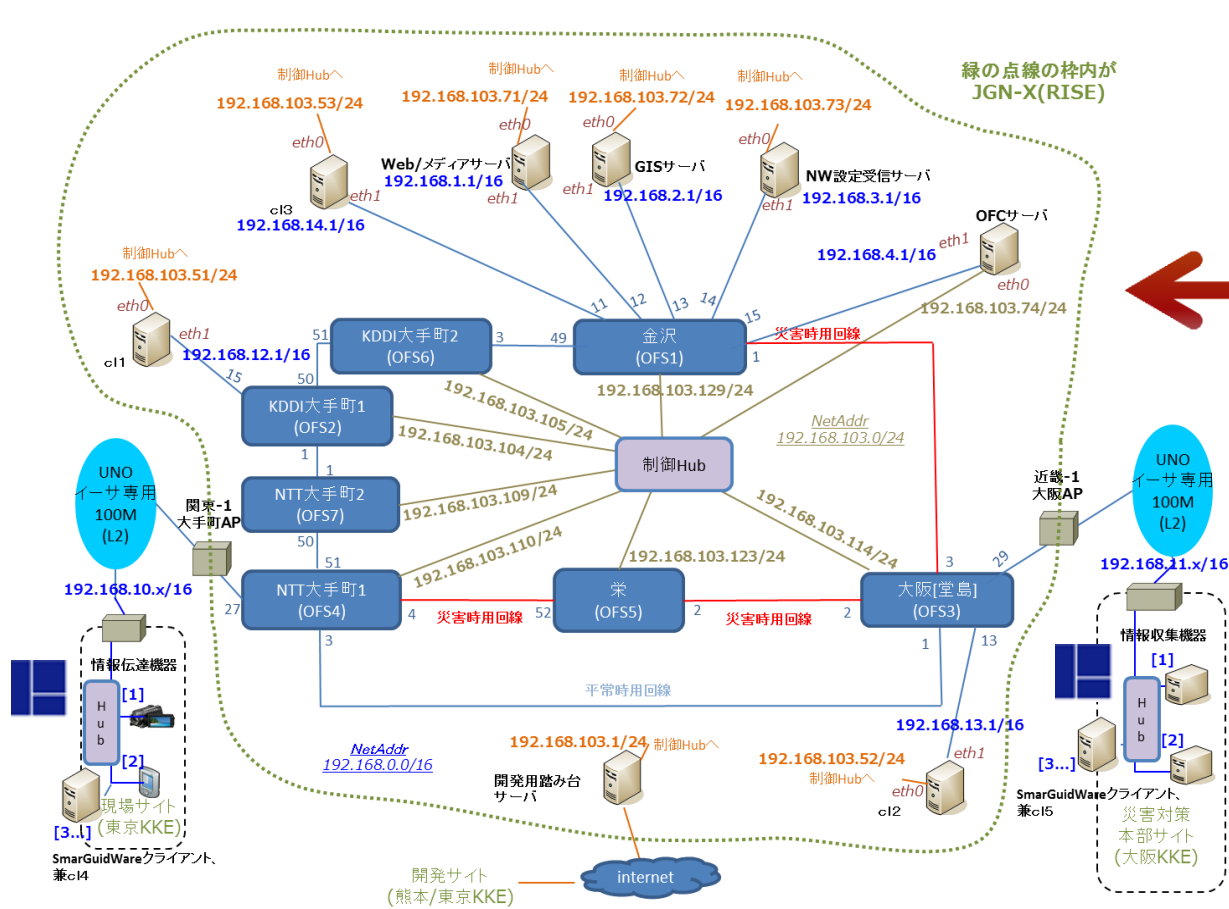 緑の点線の枠内が
JGN-X(RISE)
制御Hubへ
192.168.103.53/24
eth0
eth1
cl3
192.168.14.1/16
制御Hubへ
192.168.103.71/24
eth0
Web/メディアサーバ
192.168.1.1/16
eth1
制御Hubへ
192.168.103.72/24
eth0
GISサーバ
eth1
192.168.2.1/16
制御Hubへ
192.168.103.73/24
eth0
NW設定受信サーバ
eth1
192.168.3.1/16
OFCサーバ
192.168.4.1/16
eth1
eth0
192.168.103.74/24
制御Hubへ
192.168.103.51/24
eth0
eth1
cl1
192.168.12.1/16
15
11
12
13
14
15
51
KDDI大手町2
(OFS6)
3
49
金沢
(OFS1)
1
災害時用回線
50
KDDI大手町1
(OFS2)
192.168.103.105/24
192.168.103.129/24
192.168.103.104/24
NetAddr
192.168.103.0/24
1
1
制御Hub
NTT大手町2
(OFS7)
192.168.103.109/24
50
51
192.168.103.110/24
192.168.103.123/24
192.168.103.114/24
UNO
イーサ専用
100M
(L2)
関東-1
大手町AP
近畿-1
大阪AP
UNO
イーサ専用
100M
(L2)
192.168.10.x/16
27
NTT大手町1
(OFS4)
4
災害時用回線
52
栄
(OFS5)
2
災害時用回線
2
大阪[堂島]
(OFS3)
3
29
192.168.11.x/16
3
1
13
平常時用回線
情報伝達機器
[1]
Hub
[2]
[3...]
現場サイト
(東京KKE)
SmarGuidWareクライアント、
兼cl4
NetAddr
192.168.0.0/16
192.168.103.1/24
制御Hubへ
開発用踏み台
サーバ
192.168.13.1/16
192.168.103.52/24
制御Hubへ
eth1
eth0
cl2
情報収集機器
[1]
Hub
[2]
[3...]
SmarGuidWareクライアント、
兼cl5
災害対策
本部サイト
(大阪KKE)
開発サイト
(熊本/東京KKE)
internet